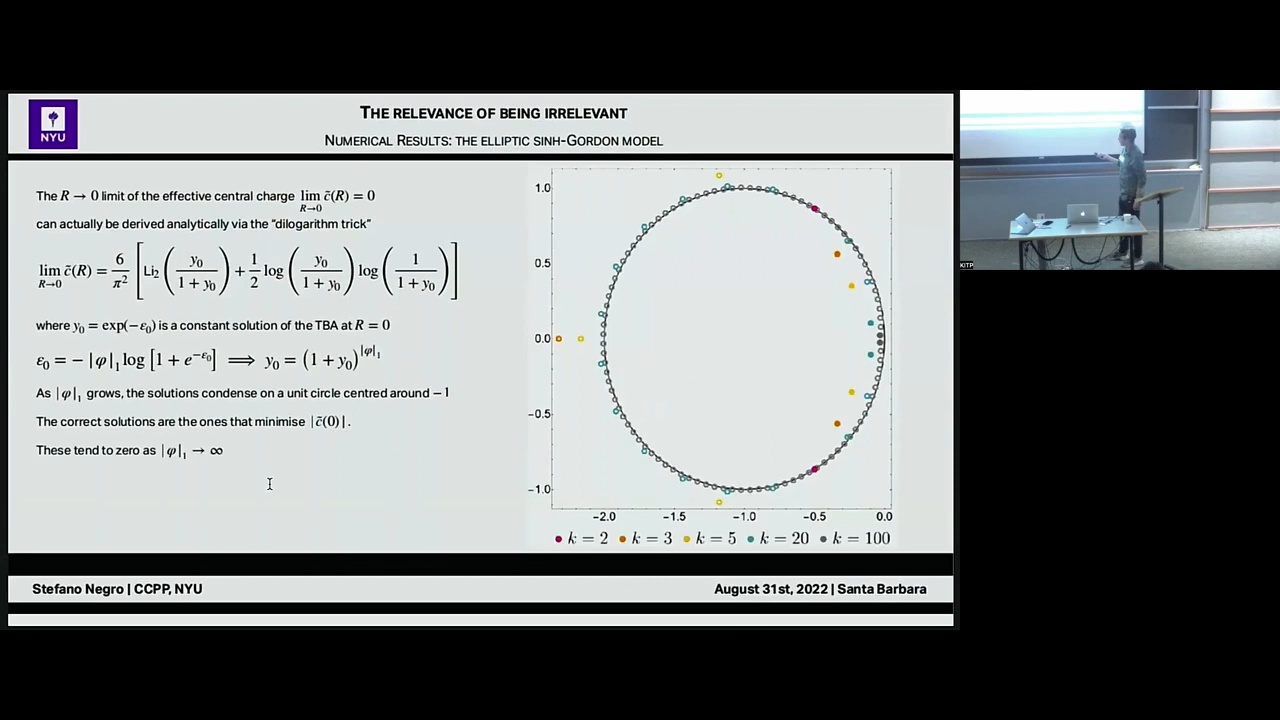 NYU
THE RELEVANCE OF BEING IRRELEVANT
NUMERICAL RESULTS: THE ELLIPTIC SINH-GORDON MODEL
The R → 0 limit of the effective central charge lim_{R→0} c̃(R) = 0
can actually be derived analytically via the “dilogarithm trick”
lim_{R→0} c̃(R) = 6/π² [ Li₂ ( y₀/(1 + y₀) ) + 1/2 log ( y₀/(1 + y₀) ) log ( 1/(1 + y₀) ) ]
where y₀ = exp(−ε₀) is a constant solution of the TBA at R = 0
ε₀ = − |φ|₁ log [1 + e^{−ε₀}] ⟹ y₀ = (1 + y₀)^{|φ|₁}
As |φ|₁ grows, the solutions condense on a unit circle centred around −1
The correct solutions are the ones that minimise |c̃(0)|.
These tend to zero as |φ|₁ → ∞
1.0
0.5
0.0
−0.5
−1.0
−2.0 −1.5 −1.0 −0.5 0.0
k = 2 k = 3 k = 5 k = 20 k = 100
Stefano Negro | CCPP, NYU
August 31st, 2022 | Santa Barbara
KITP